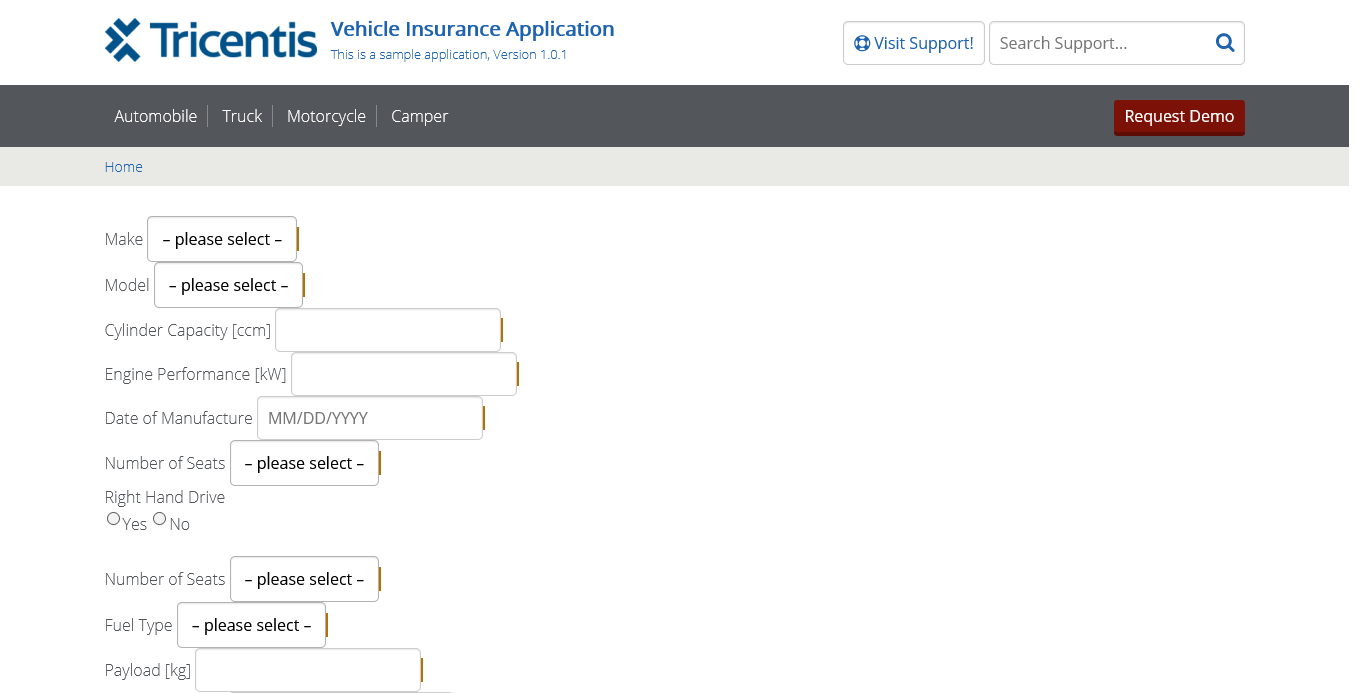 Tricentis
Vehicle Insurance Application
This is a sample application, Version 1.0.1
Visit Support!
Search Support...
Automobile
Truck
Motorcycle
Camper
Request Demo
Home
Make – please select –
Model – please select –
Cylinder Capacity [ccm]
Engine Performance [kW]
Date of Manufacture MM/DD/YYYY
Number of Seats – please select –
Right Hand Drive
Yes No
Number of Seats – please select –
Fuel Type – please select –
Payload [kg]